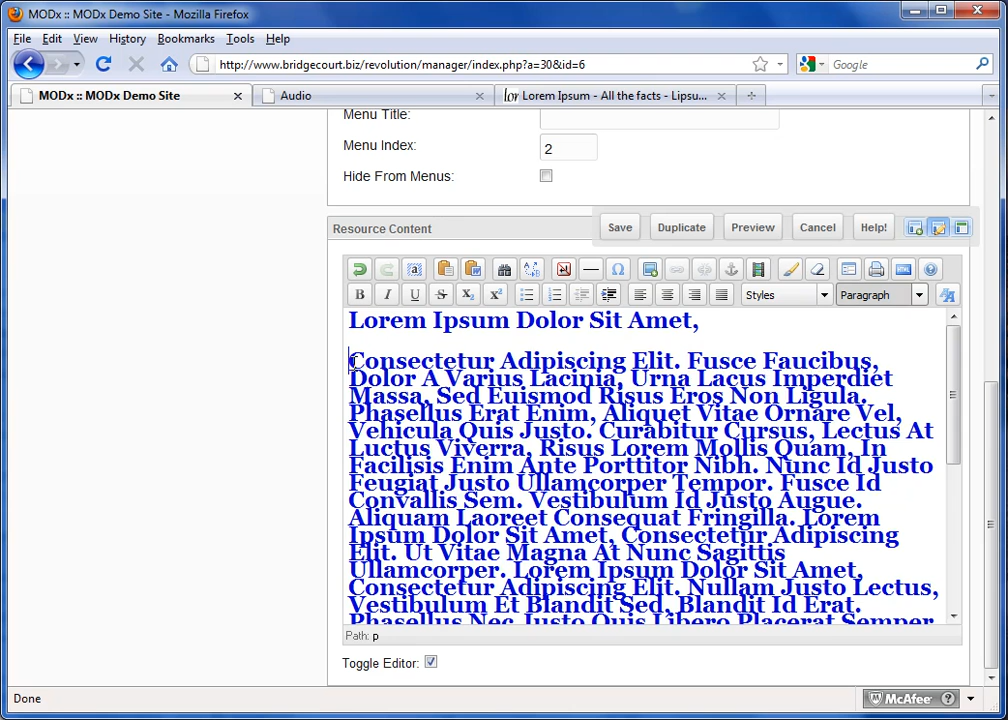 MODx :: MODx Demo Site - Mozilla Firefox
File Edit View History Bookmarks Tools Help
http://www.bridgecourt.biz/revolution/manager/index.php?a=30&id=6
Google
MODx :: MODx Demo Site
Audio
Lorem Ipsum - All the facts - Lipsu...
Menu Title:
Menu Index: 2
Hide From Menus:
Resource Content
Save Duplicate Preview Cancel Help!
Styles Paragraph
Lorem Ipsum Dolor Sit Amet,
Consectetur Adipiscing Elit. Fusce Faucibus,
Dolor A Varius Lacinia, Urna Lacus Imperdiet
Massa, Sed Euismod Risus Eros Non Ligula.
Phasellus Erat Enim, Aliquet Vitae Ornare Vel,
Vehicula Quis Justo. Curabitur Cursus, Lectus At
Luctus Viverra, Risus Lorem Mollis Quam, In
Facilisis Enim Ante Porttitor Nibh. Nunc Id Justo
Feugiat Justo Ullamcorper Tempor. Fusce Id
Convallis Sem. Vestibulum Id Justo Augue.
Aliquam Laoreet Consequat Fringilla. Lorem
Ipsum Dolor Sit Amet, Consectetur Adipiscing
Elit. Ut Vitae Magna At Nunc Sagittis
Ullamcorper. Lorem Ipsum Dolor Sit Amet,
Consectetur Adipiscing Elit. Nullam Justo Lectus,
Vestibulum Et Blandit Sed, Blandit Id Erat.
Phasellus Nec Justo Quis Libero Placerat Semper
Path: p
Toggle Editor:
Done
McAfee